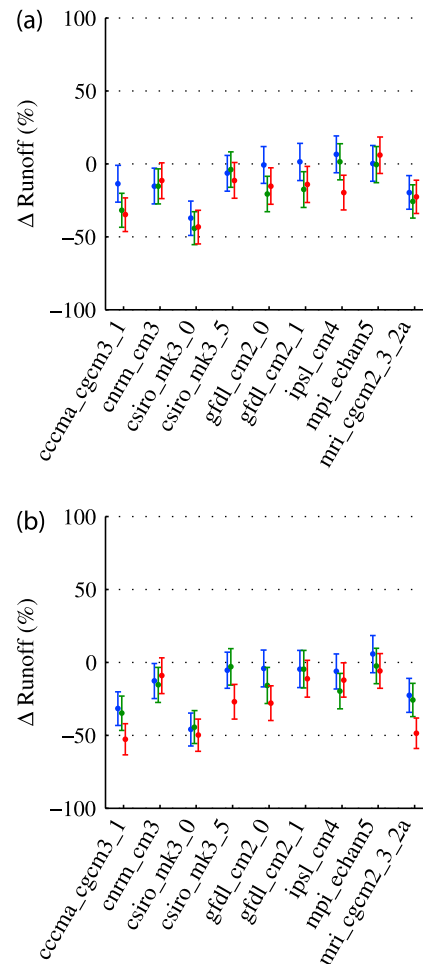 (a)
100
50
0
−50
−100
Δ Runoff (%)
cccma_cgcm3_1
cnrm_cm3
csiro_mk3_0
csiro_mk3_5
gfdl_cm2_0
gfdl_cm2_1
ipsl_cm4
mpi_echam5
mri_cgcm2_3_2a
(b)
100
50
0
−50
−100
Δ Runoff (%)
cccma_cgcm3_1
cnrm_cm3
csiro_mk3_0
csiro_mk3_5
gfdl_cm2_0
gfdl_cm2_1
ipsl_cm4
mpi_echam5
mri_cgcm2_3_2a